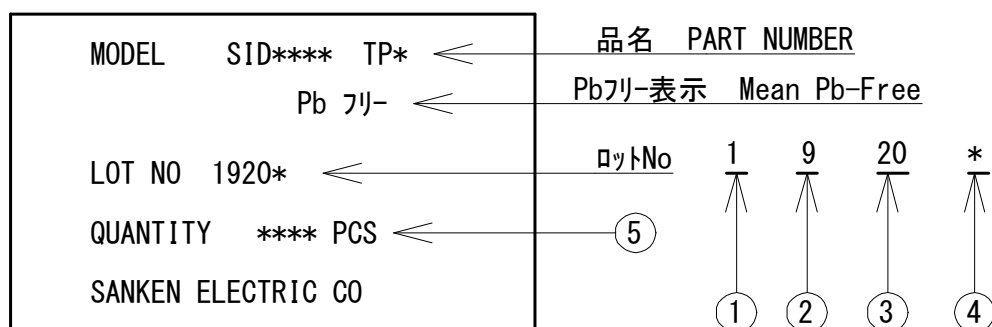 MODEL SID**** TP*
品名 PART NUMBER
Pb フリー
Pbフリー表示 Mean Pb-Free
LOT NO 1920*
ロットNo 1 9 20 *
QUANTITY **** PCS
⑤
SANKEN ELECTRIC CO
① ② ③ ④